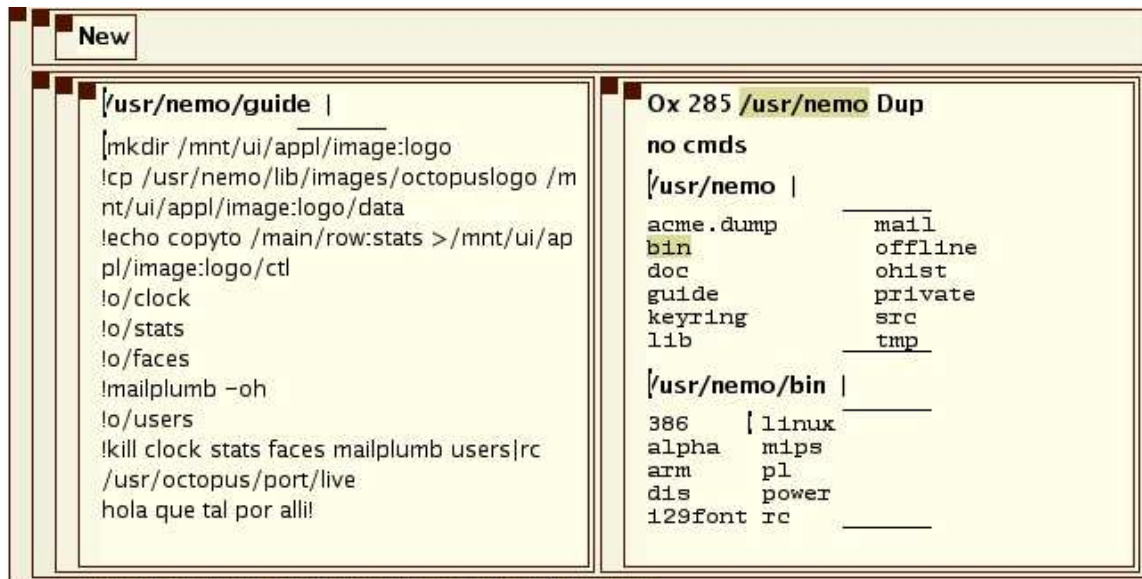 New
/usr/nemo/guide |
mkdir /mnt/ui/appl/image:logo
!cp /usr/nemo/lib/images/octopuslogo /m
nt/ui/appl/image:logo/data
!echo copyto /main/row:stats >/mnt/ui/ap
pl/image:logo/ctl
!o/clock
!o/stats
!o/faces
!mailplumb -oh
!o/users
!kill clock stats faces mailplumb users|rc
/usr/octopus/port/live
hola que tal por alli!
Ox 285 /usr/nemo Dup
no cmds
/usr/nemo |
acme.dump mail
bin offline
doc ohist
guide private
keyring src
lib tmp
/usr/nemo/bin |
386 linux
alpha mips
arm pl
dis power
i29font rc